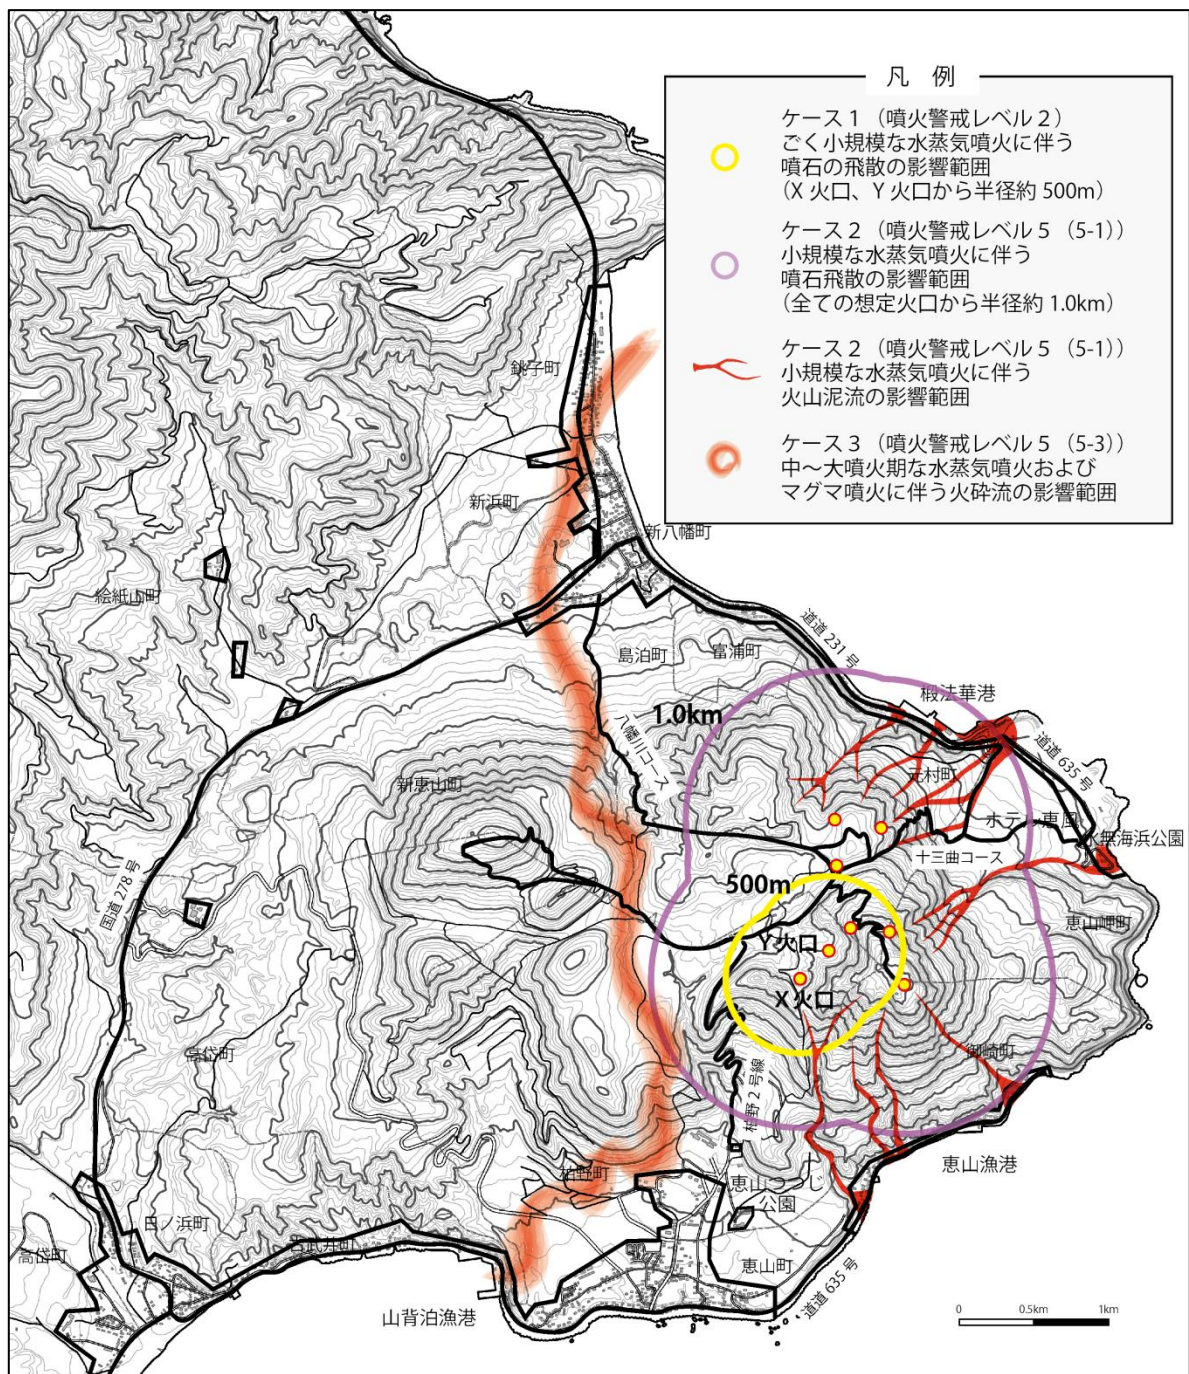 凡 例
ケース1（噴火警戒レベル2）
ごく小規模な水蒸気噴火に伴う
噴石の飛散の影響範囲
（X 火口、Y 火口から半径約 500m）
ケース2（噴火警戒レベル5（5-1））
小規模な水蒸気噴火に伴う
噴石飛散の影響範囲
（全ての想定火口から半径約 1.0km）
ケース2（噴火警戒レベル5（5-1））
小規模な水蒸気噴火に伴う
火山泥流の影響範囲
ケース3（噴火警戒レベル5（5-3））
中～大噴火期な水蒸気噴火および
マグマ噴火に伴う火砕流の影響範囲
銚子町
新浜町
新八幡町
絵紙山町
島泊町
富浦町
道道 231 号
椴法華港
1.0km
八幡川コース
道道 635 号
元村町
新恵山町
ホテル恵風
水無海浜公園
十三曲コース
500m
国道 278 号
恵山岬町
Y 火口
X 火口
高岱町
御崎町
柏野 2 号線
恵山漁港
柏野町
恵山つつじ
公園
日ノ浜町
古武井町
高岱町
恵山町
山背泊漁港
道道 635 号
0
0.5km
1km